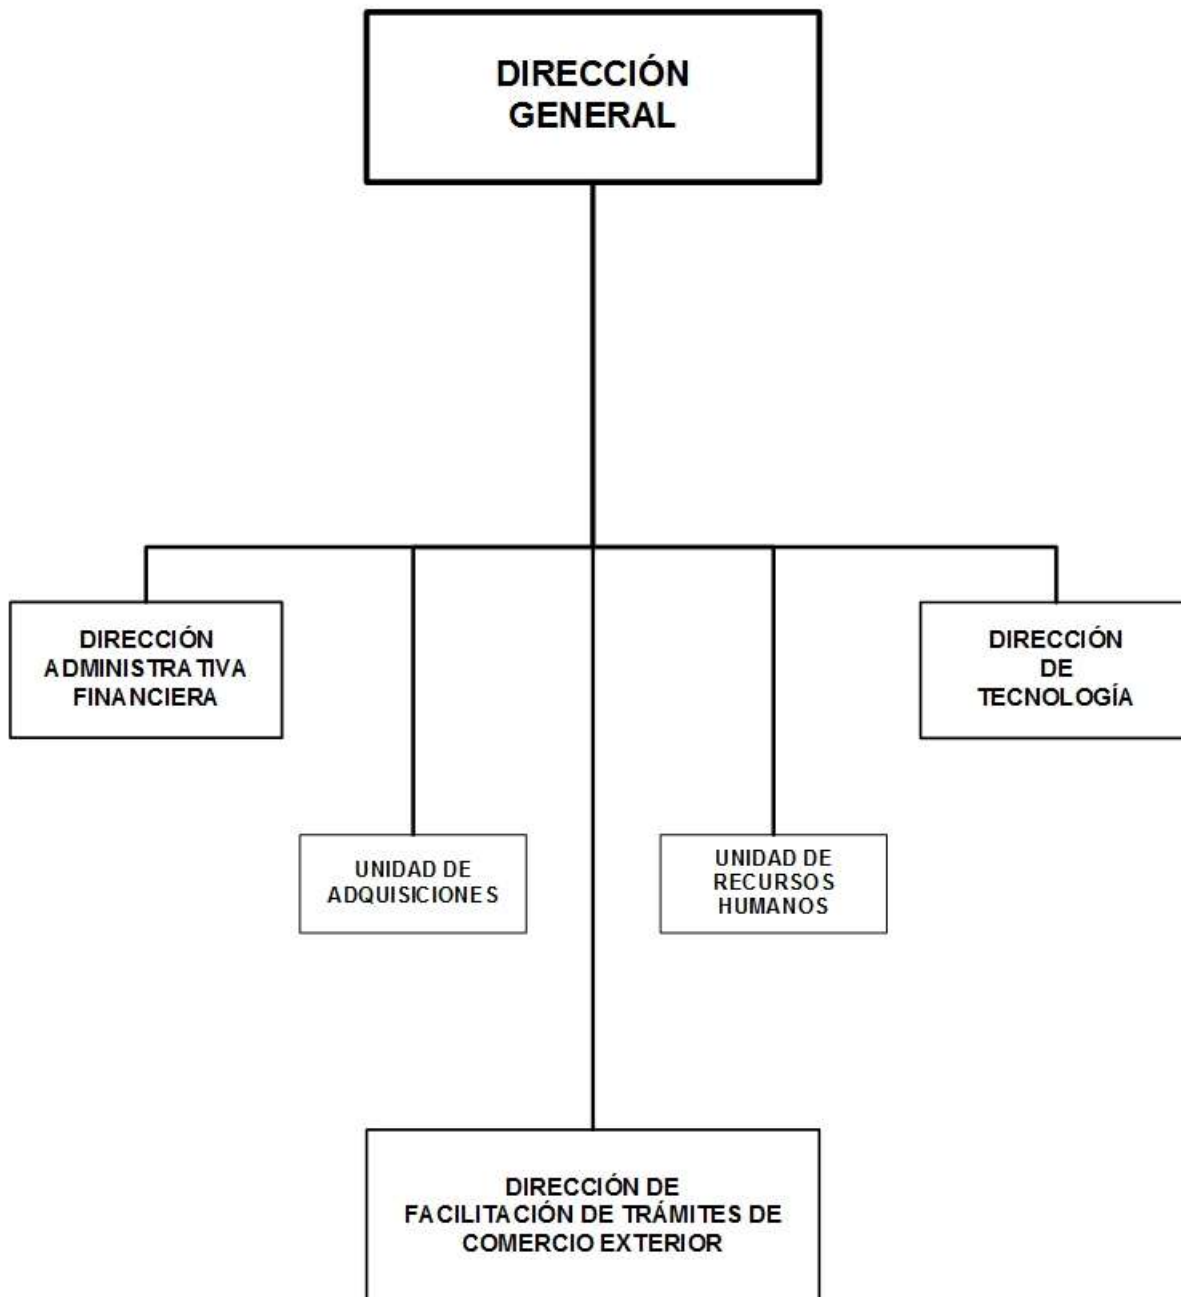 DIRECCIÓN
GENERAL
DIRECCIÓN
ADMINISTRATIVA
FINANCIERA
DIRECCIÓN
DE
TECNOLOGÍA
UNIDAD DE
ADQUISICIONES
UNIDAD DE
RECURSOS
HUMANOS
DIRECCIÓN DE
FACILITACIÓN DE TRÁMITES DE
COMERCIO EXTERIOR